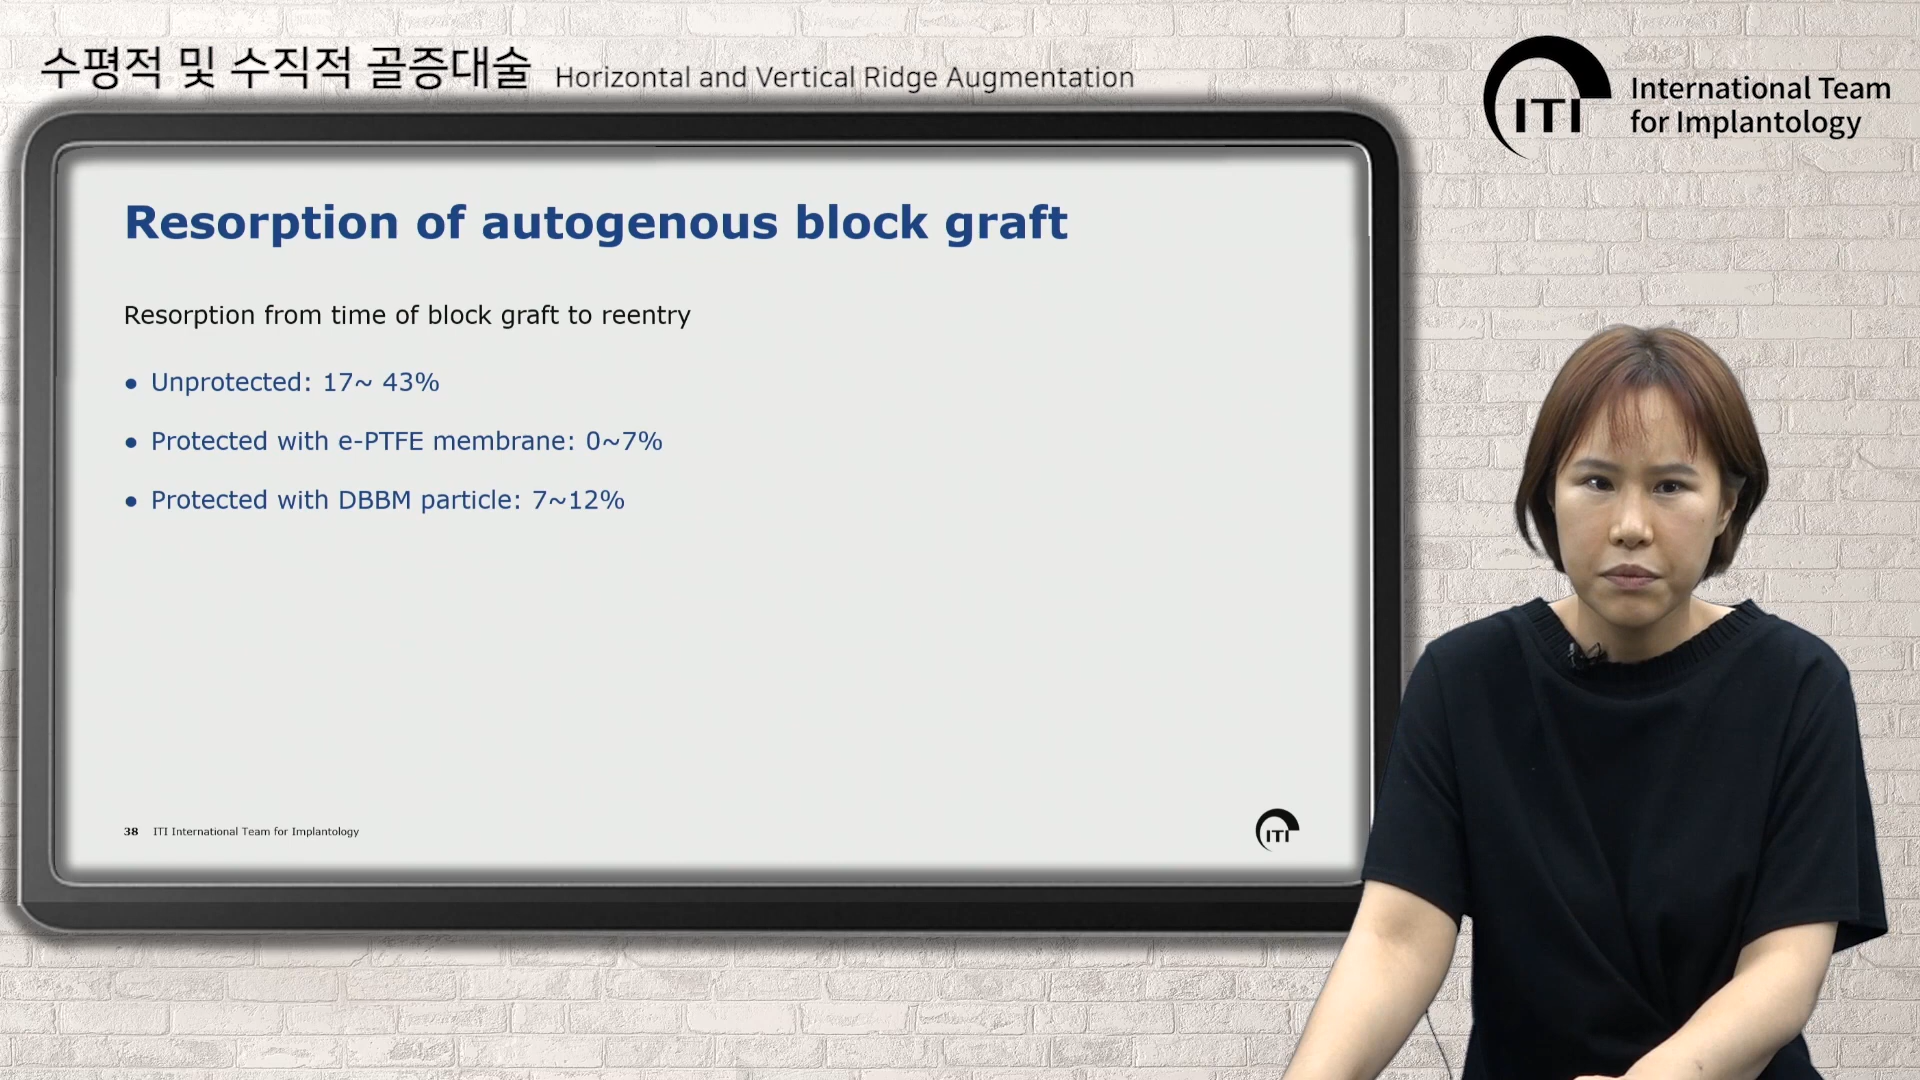 수평적 및 수직적 골증대술 Horizontal and Vertical Ridge Augmentation
ITI International Team
for Implantology
Resorption of autogenous block graft
Resorption from time of block graft to reentry
● Unprotected: 17~ 43%
● Protected with e-PTFE membrane: 0~7%
● Protected with DBBM particle: 7~12%
38 ITI International Team for Implantology
ITI